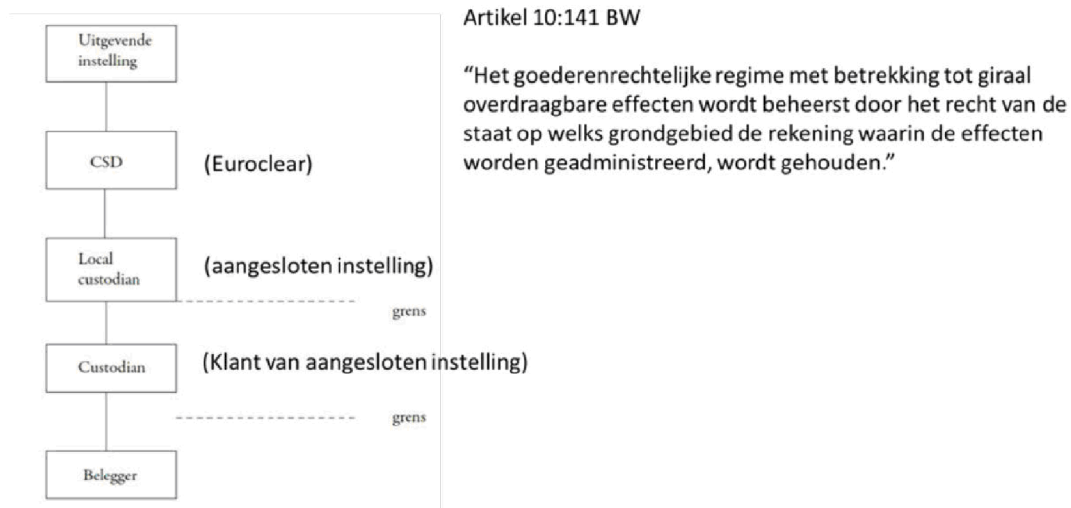 Uitgevende
instelling
CSD
(Euroclear)
Local
custodian
(aangesloten instelling)
grens
Custodian
(Klant van aangesloten instelling)
grens
Belegger
Artikel 10:141 BW
“Het goederenrechtelijke regime met betrekking tot giraal
overdraagbare effecten wordt beheerst door het recht van de
staat op welks grondgebied de rekening waarin de effecten
worden geadministreerd, wordt gehouden.”